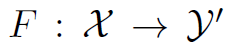 F : 𝒳 → 𝒴′